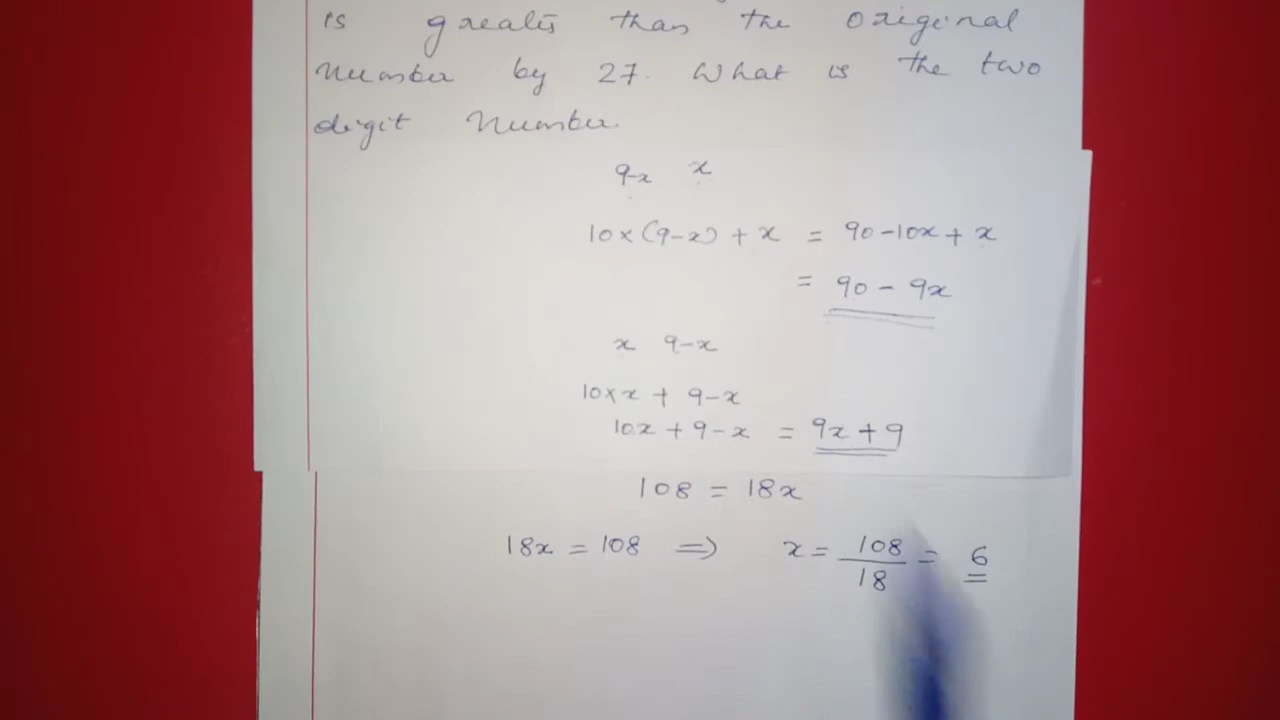 is greater than the original
number by 27. What is the two
digit number.
9-x x
10×(9-x) + x = 90-10x + x
= 90 - 9x
x 9-x
10×x + 9-x
10x + 9-x = 9x + 9
108 = 18x
18x = 108 => x = 108/18 = 6